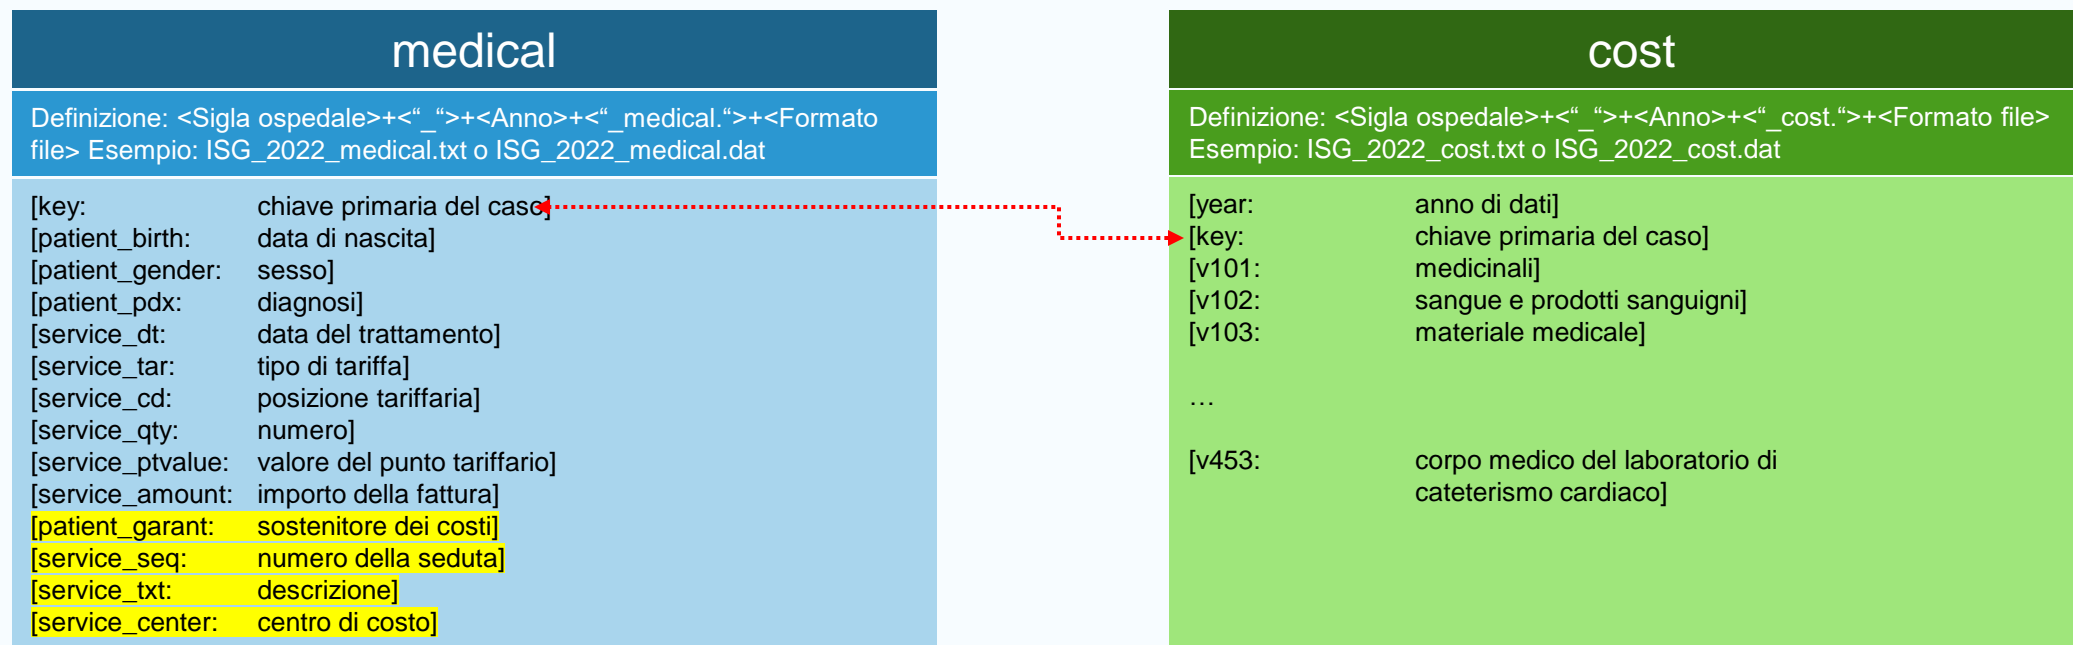 medical
Definizione: <Sigla ospedale>+<“_“>+<Anno>+<“_medical.“>+<Formato
file> Esempio: ISG_2022_medical.txt o ISG_2022_medical.dat
[key: chiave primaria del caso]
[patient_birth: data di nascita]
[patient_gender: sesso]
[patient_pdx: diagnosi]
[service_dt: data del trattamento]
[service_tar: tipo di tariffa]
[service_cd: posizione tariffaria]
[service_qty: numero]
[service_ptvalue: valore del punto tariffario]
[service_amount: importo della fattura]
[patient_garant: sostenitore dei costi]
[service_seq: numero della seduta]
[service_txt: descrizione]
[service_center: centro di costo]
cost
Definizione: <Sigla ospedale>+<“_“>+<Anno>+<“_cost.“>+<Formato file>
Esempio: ISG_2022_cost.txt o ISG_2022_cost.dat
[year: anno di dati]
[key: chiave primaria del caso]
[v101: medicinali]
[v102: sangue e prodotti sanguigni]
[v103: materiale medicale]
…
[v453: corpo medico del laboratorio di
cateterismo cardiaco]